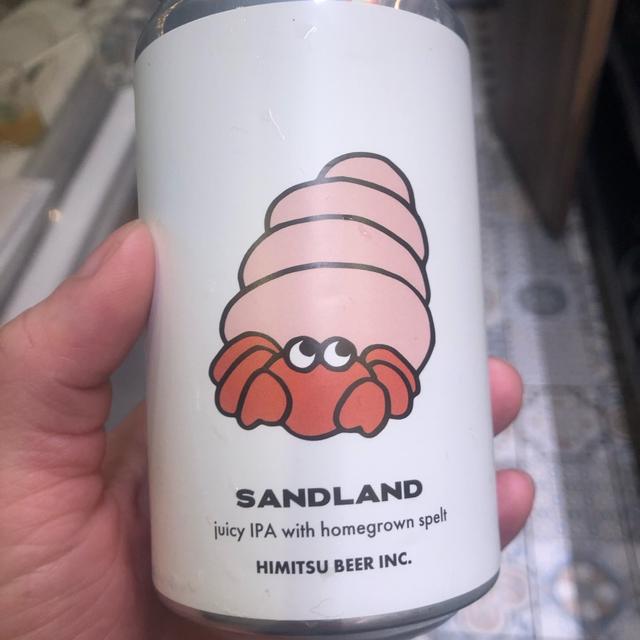 SANDLAND
juicy IPA with homegrown spelt
HIMITSU BEER INC.